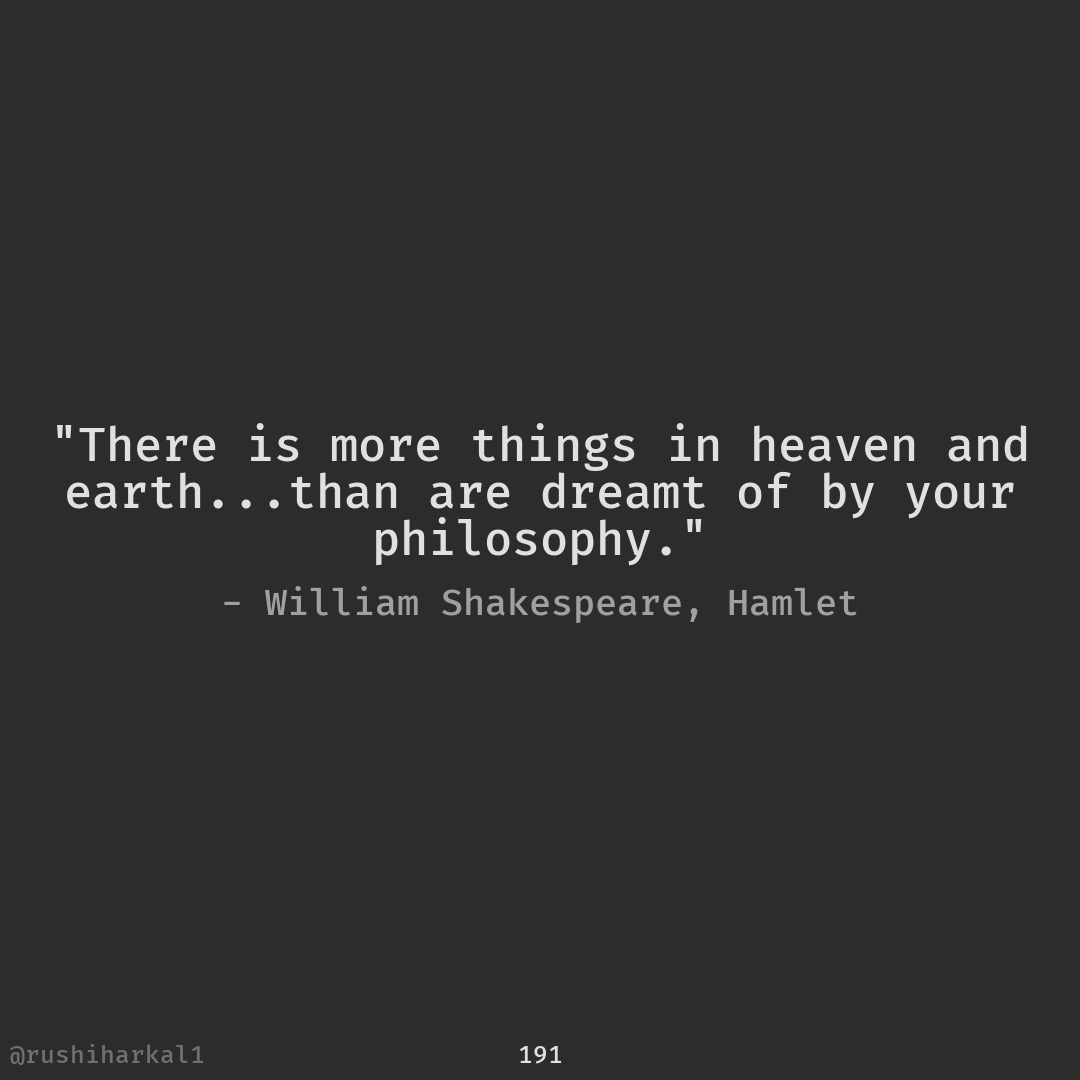 "There is more things in heaven and
earth...than are dreamt of by your
philosophy."
– William Shakespeare, Hamlet
@rushiharkal1
191